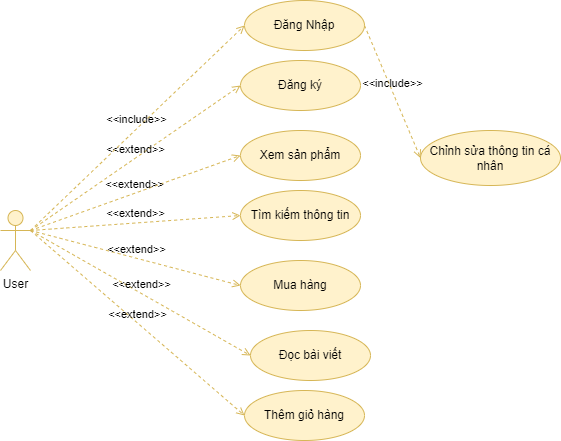 Đăng Nhập
Đăng ký
<<include>>
<<include>>
<<extend>>
Xem sản phẩm
Chỉnh sửa thông tin cá
nhân
<<extend>>
Tìm kiếm thông tin
<<extend>>
<<extend>>
User
Mua hàng
<<extend>>
<<extend>>
Đọc bài viết
Thêm giỏ hàng